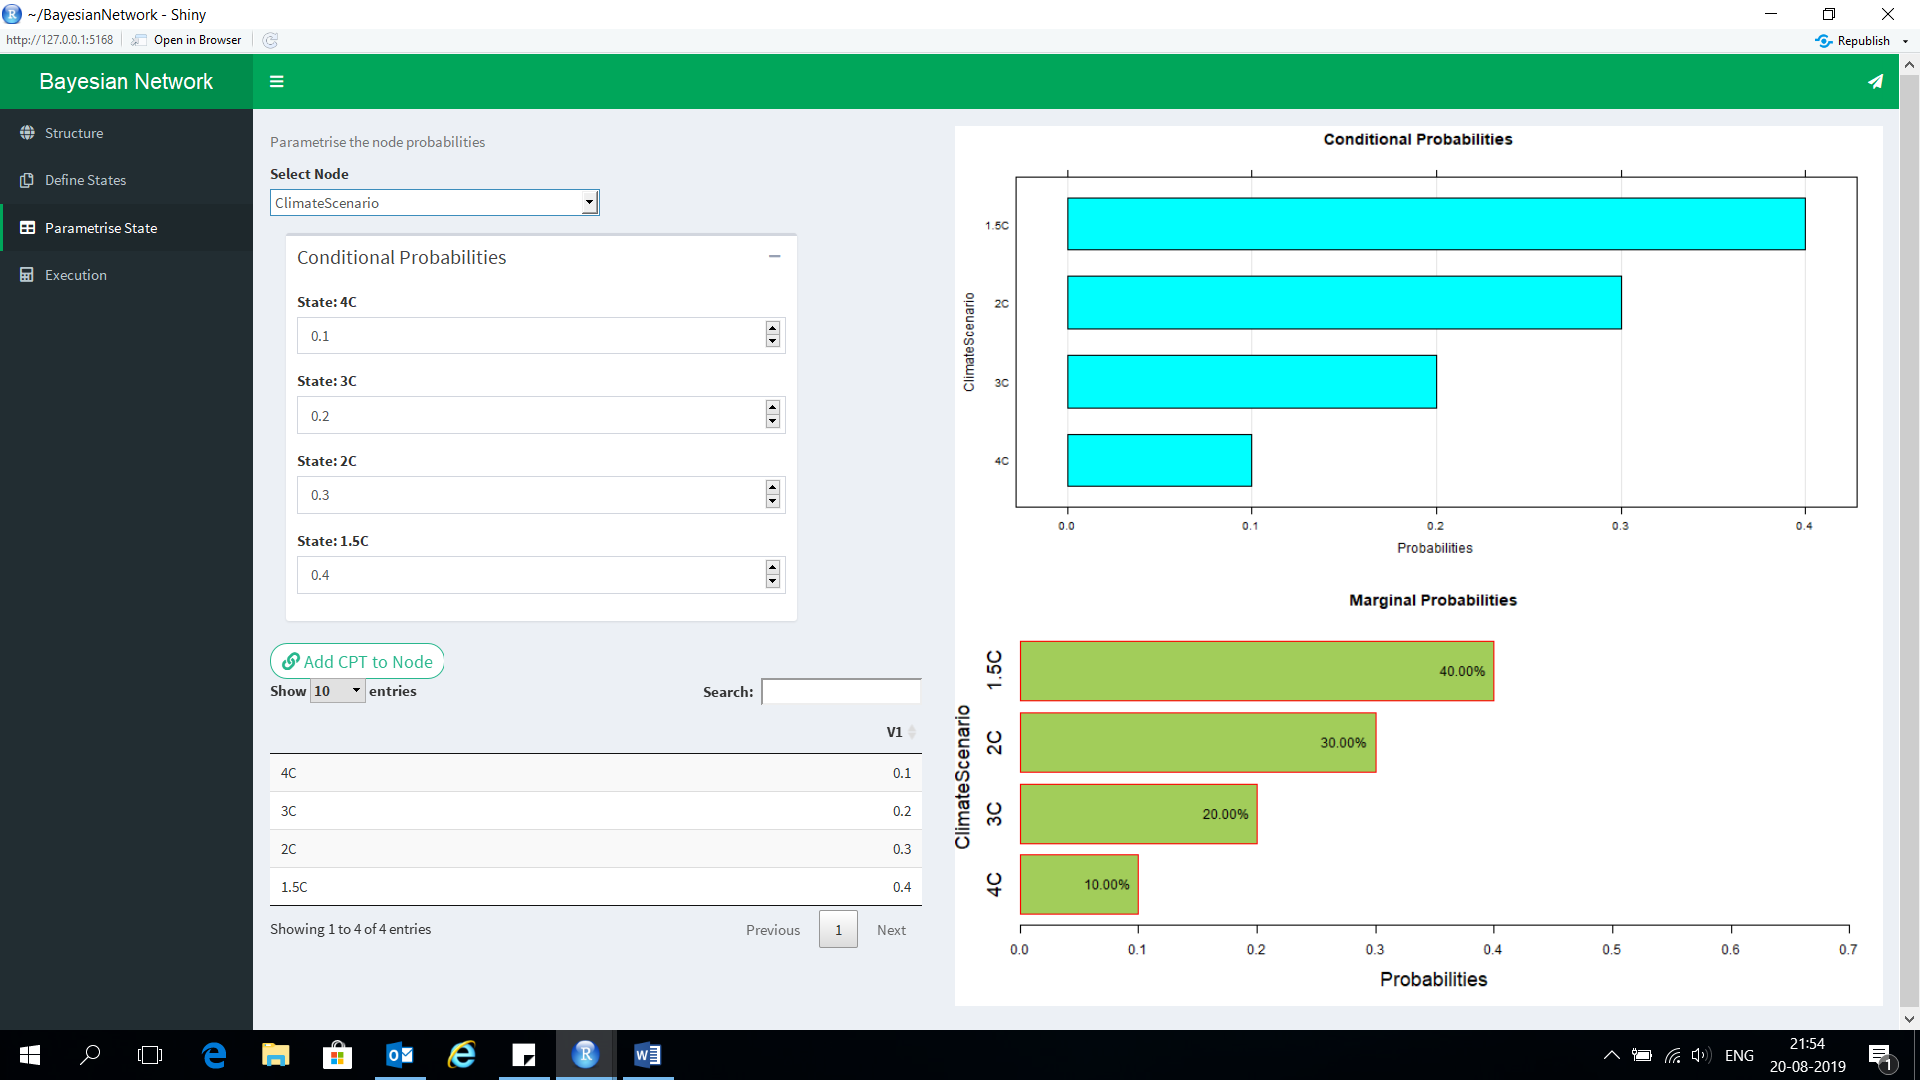 ~/BayesianNetwork - Shiny
http://127.0.0.1:5168 Open in Browser Republish
Bayesian Network
Structure
Define States
Parametrise State
Execution
Parametrise the node probabilities
Select Node
ClimateScenario
Conditional Probabilities
State: 4C
0.1
State: 3C
0.2
State: 2C
0.3
State: 1.5C
0.4
Add CPT to Node
Show 10 entries Search:
V1
4C 0.1
3C 0.2
2C 0.3
1.5C 0.4
Showing 1 to 4 of 4 entries Previous 1 Next
Conditional Probabilities
ClimateScenario
1.5C
2C
3C
4C
0.0 0.1 0.2 0.3 0.4
Probabilities
Marginal Probabilities
ClimateScenario
1.5C 40.00%
2C 30.00%
3C 20.00%
4C 10.00%
0.0 0.1 0.2 0.3 0.4 0.5 0.6 0.7
Probabilities
ENG
21:54
20-08-2019
1